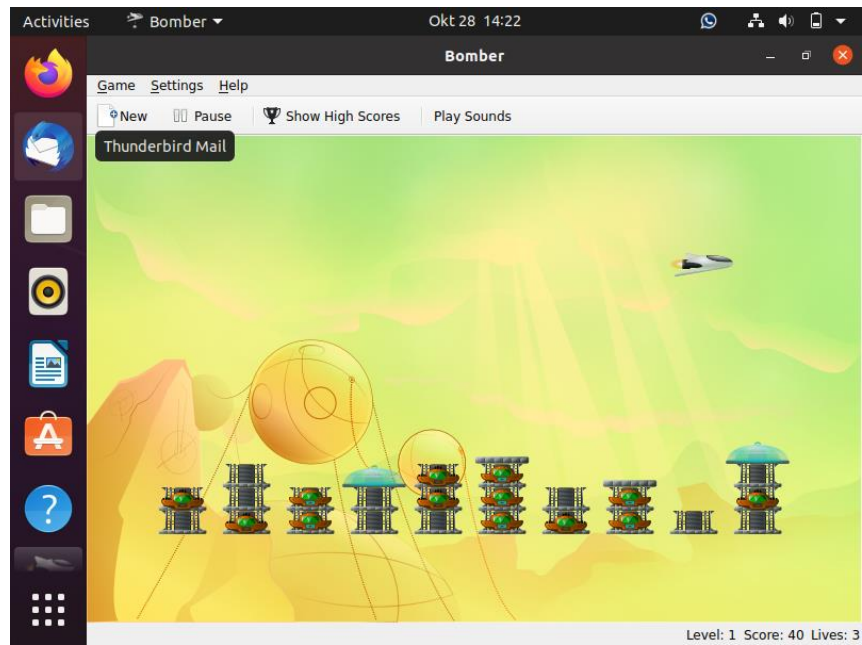 Activities Bomber Okt 28 14:22
Bomber
Game Settings Help
New Pause Show High Scores Play Sounds
Thunderbird Mail
Level: 1 Score: 40 Lives: 3